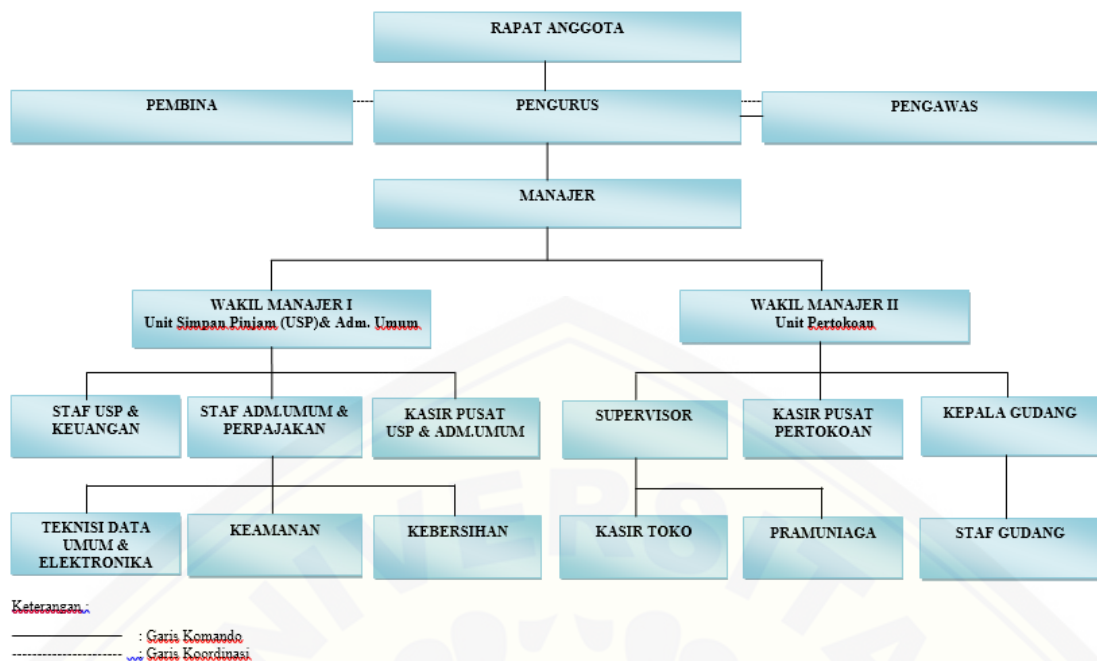 RAPAT ANGGOTA
PEMBINA
PENGURUS
PENGAWAS
MANAJER
WAKIL MANAJER I
Unit Simpan Pinjam (USP)& Adm. Umum
WAKIL MANAJER II
Unit Pertokoan
STAF USP &
KEUANGAN
STAF ADM.UMUM &
PERPAJAKAN
KASIR PUSAT
USP & ADM.UMUM
SUPERVISOR
KASIR PUSAT
PERTOKOAN
KEPALA GUDANG
TEKNISI DATA
UMUM &
ELEKTRONIKA
KEAMANAN
KEBERSIHAN
KASIR TOKO
PRAMUNIAGA
STAF GUDANG
Keterangan :
: Garis Komando
: Garis Koordinasi